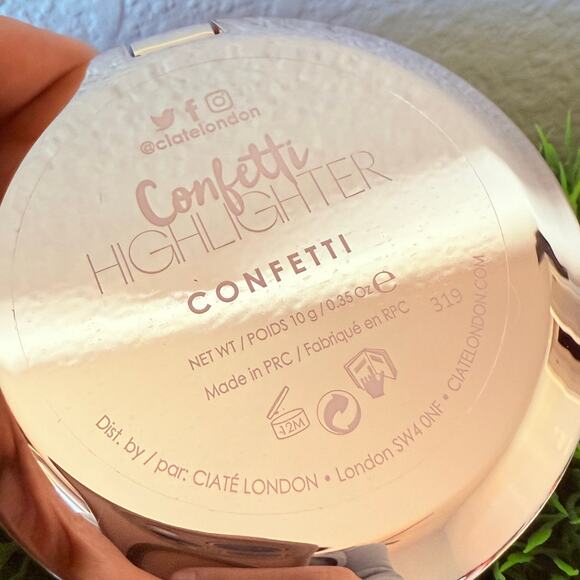 @ciatelondon
Confetti
HIGHLIGHTER
CONFETTI
NET WT / POIDS 10 g / 0.35 Oz e
Made in PRC / Fabriqué en RPC 319
12M
Dist. by / par: CIATÉ LONDON • London SW4 0NF • CIATELONDON.COM